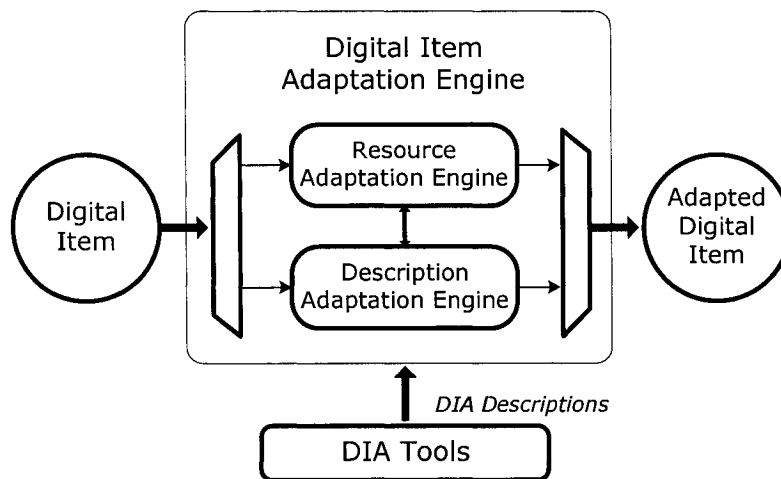 Digital Item
Adaptation Engine
Resource
Adaptation Engine
Digital
Item
Adapted
Digital
Item
Description
Adaptation Engine
DIA Descriptions
DIA Tools